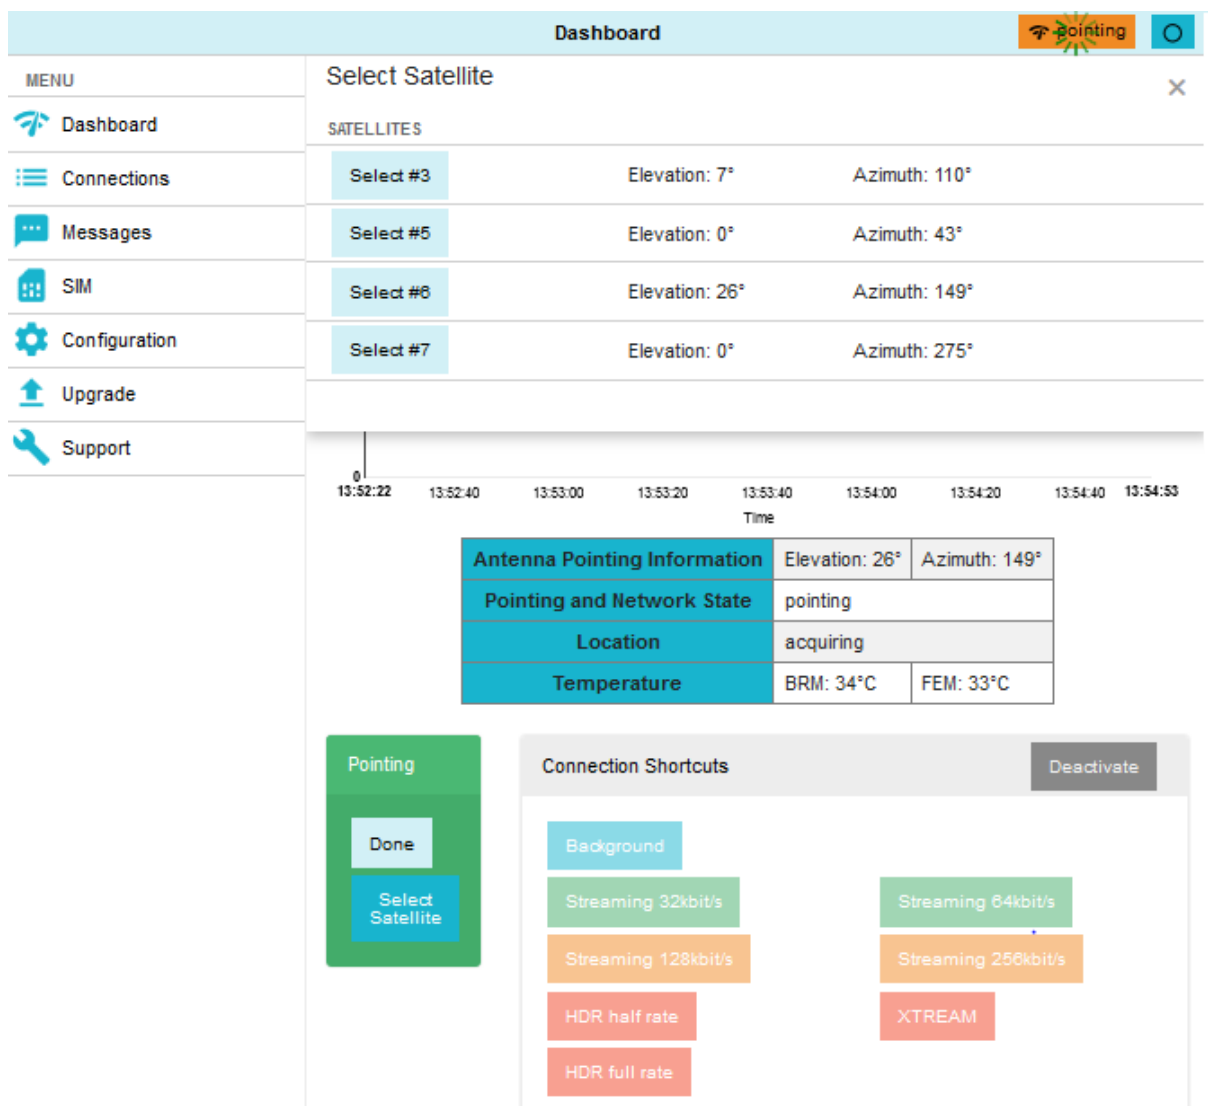 Dashboard
pointing
MENU
Dashboard
Connections
Messages
SIM
Configuration
Upgrade
Support
Select Satellite
×
SATELLITES
Select #3 Elevation: 7° Azimuth: 110°
Select #5 Elevation: 0° Azimuth: 43°
Select #6 Elevation: 26° Azimuth: 149°
Select #7 Elevation: 0° Azimuth: 275°
0
13:52:22 13:52:40 13:53:00 13:53:20 13:53:40 13:54:00 13:54:20 13:54:40 13:54:53
Time
Antenna Pointing Information Elevation: 26° Azimuth: 149°
Pointing and Network State pointing
Location acquiring
Temperature BRM: 34°C FEM: 33°C
Pointing
Done
Select
Satellite
Connection Shortcuts Deactivate
Background
Streaming 32kbit/s Streaming 64kbit/s
Streaming 128kbit/s Streaming 256kbit/s
HDR half rate XTREAM
HDR full rate